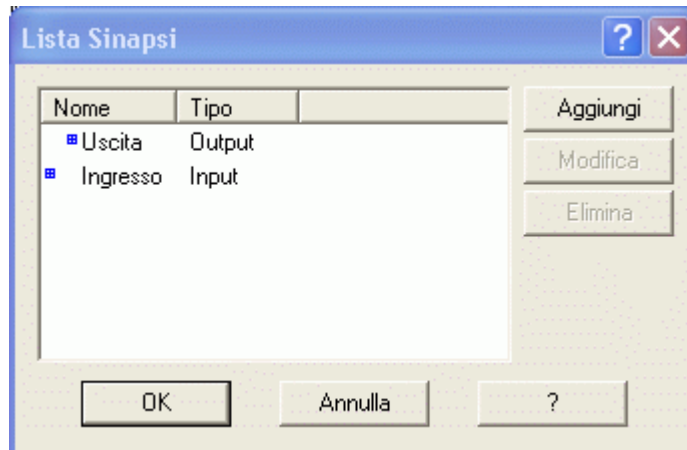 Lista Sinapsi
?
Nome Tipo
Uscita Output
Ingresso Input
Aggiungi
Modifica
Elimina
OK Annulla ?